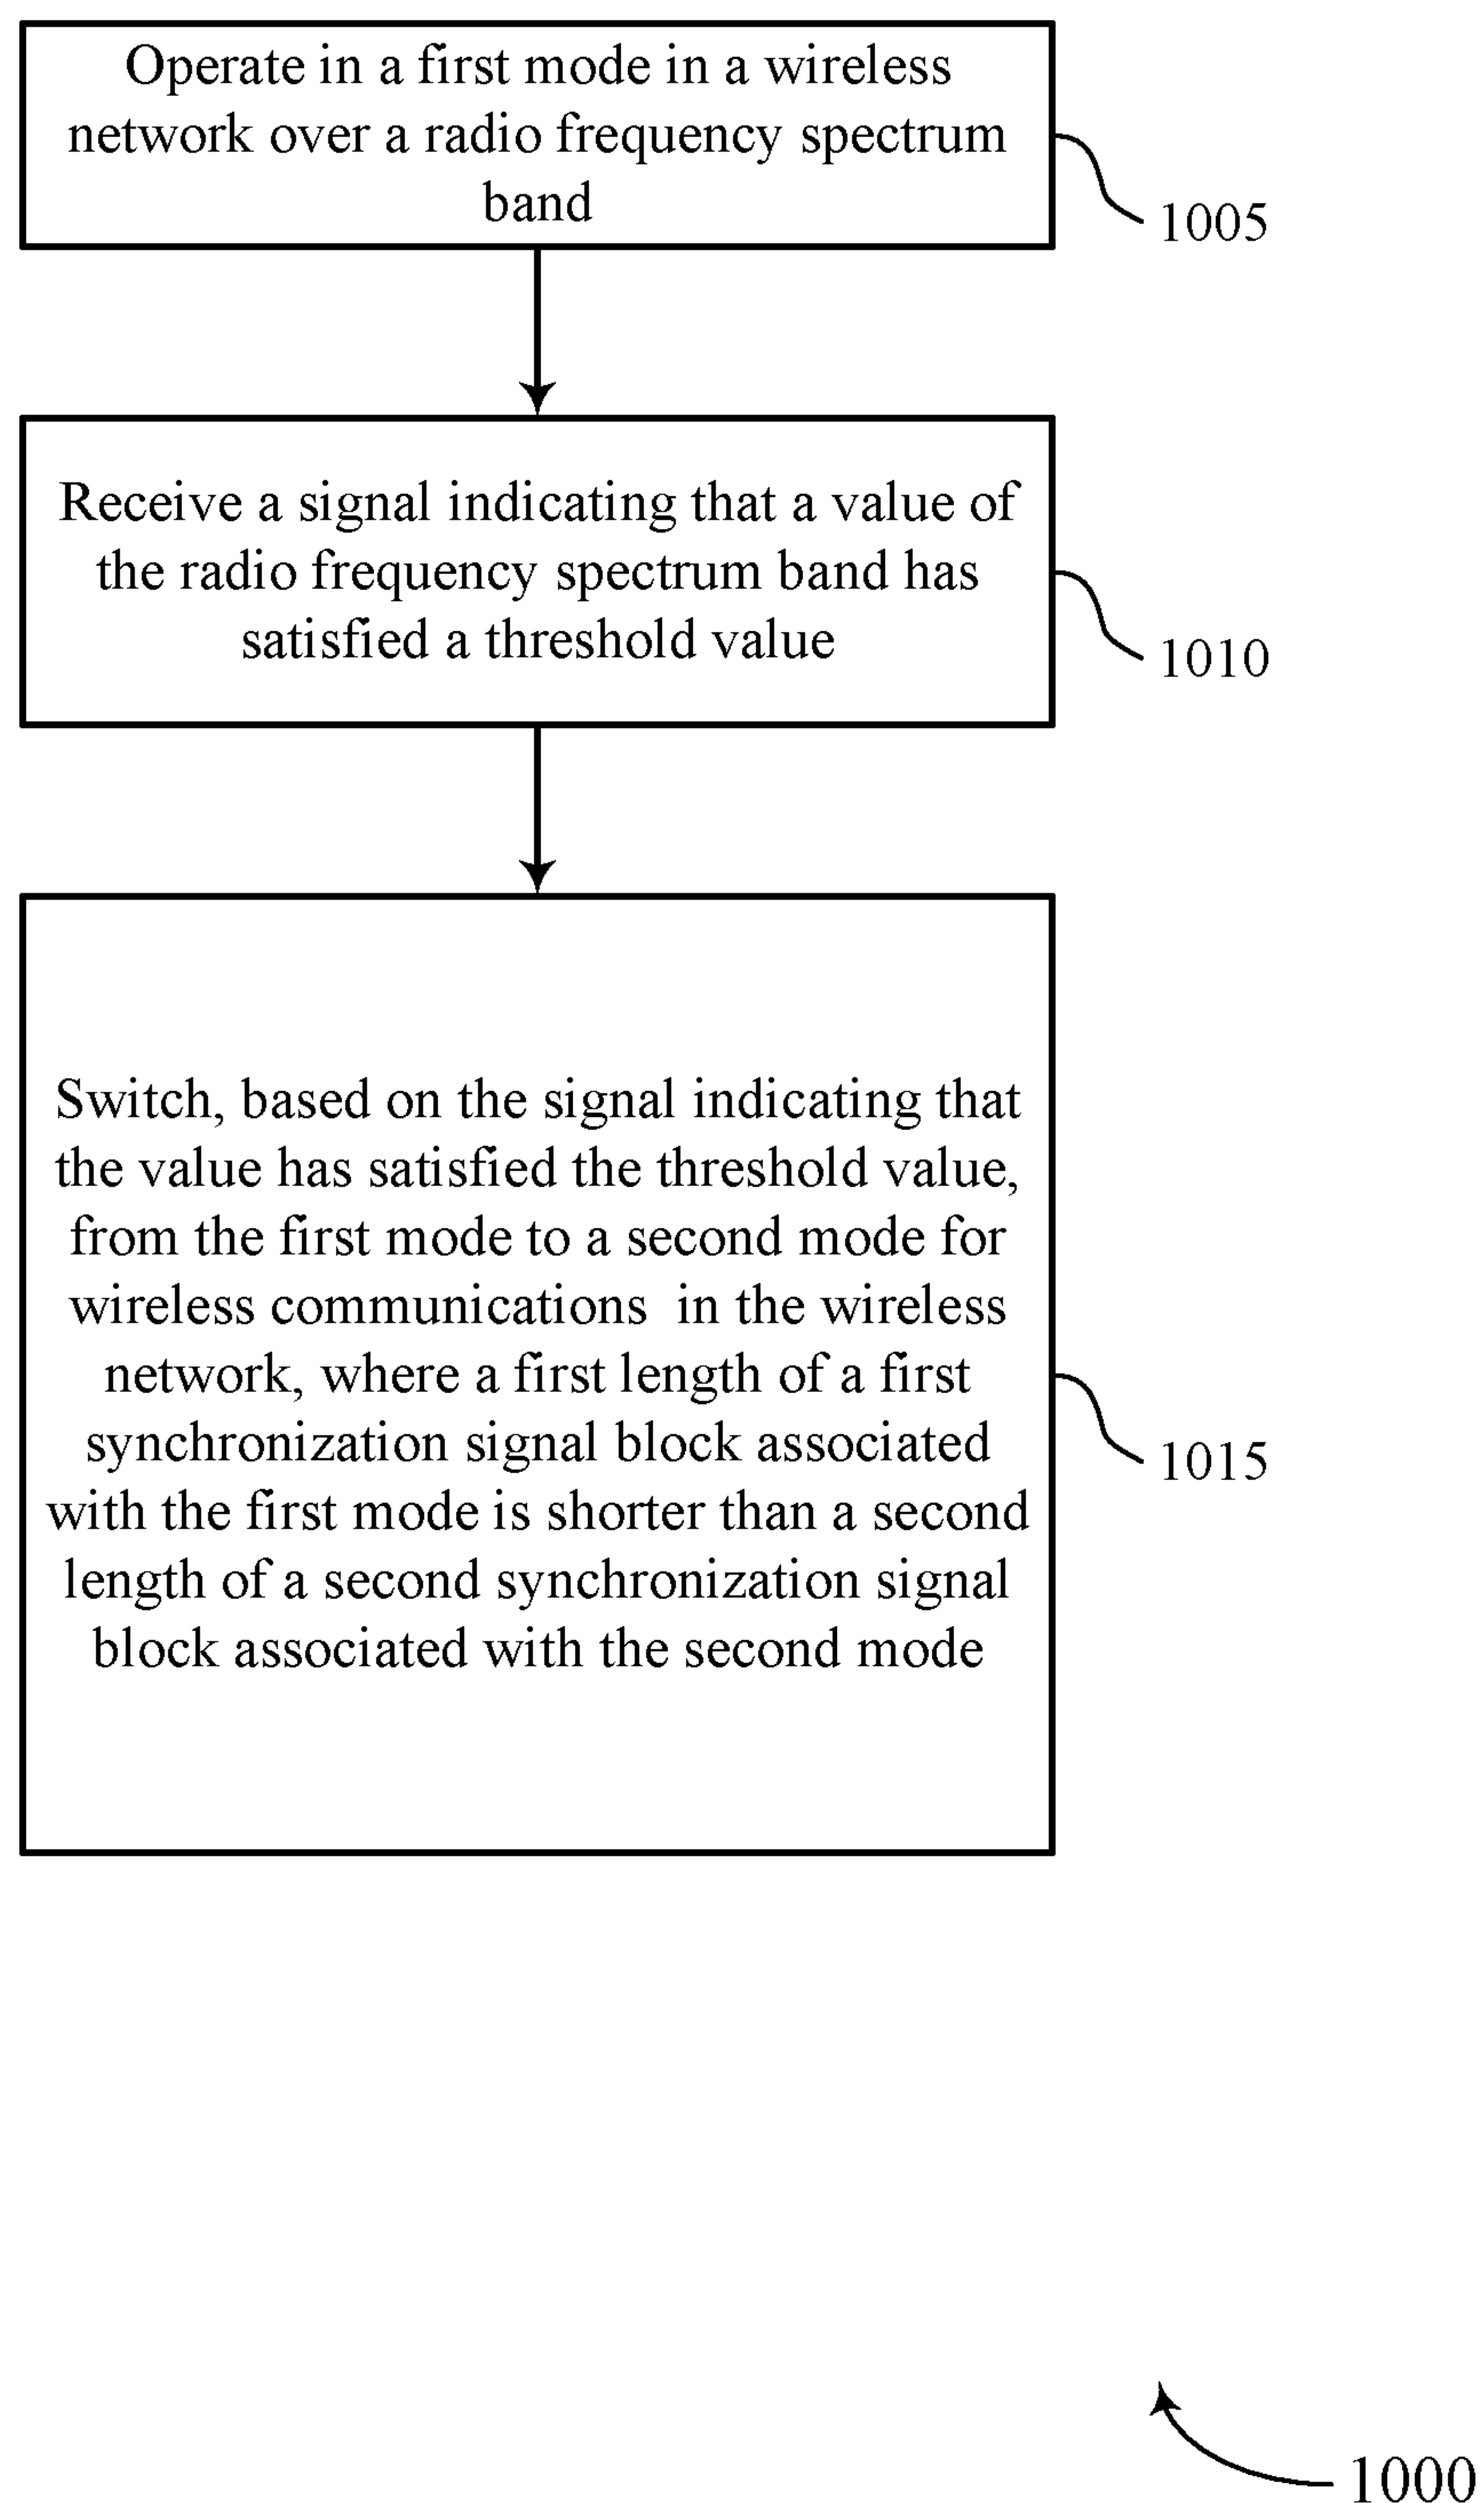 Operate in a first mode in a wireless
network over a radio frequency spectrum
band
1005
Receive a signal indicating that a value of
the radio frequency spectrum band has
satisfied a threshold value
1010
Switch, based on the signal indicating that
the value has satisfied the threshold value,
from the first mode to a second mode for
wireless communications  in the wireless
network, where a first length of a first
synchronization signal block associated
with the first mode is shorter than a second
length of a second synchronization signal
block associated with the second mode
1015
1000